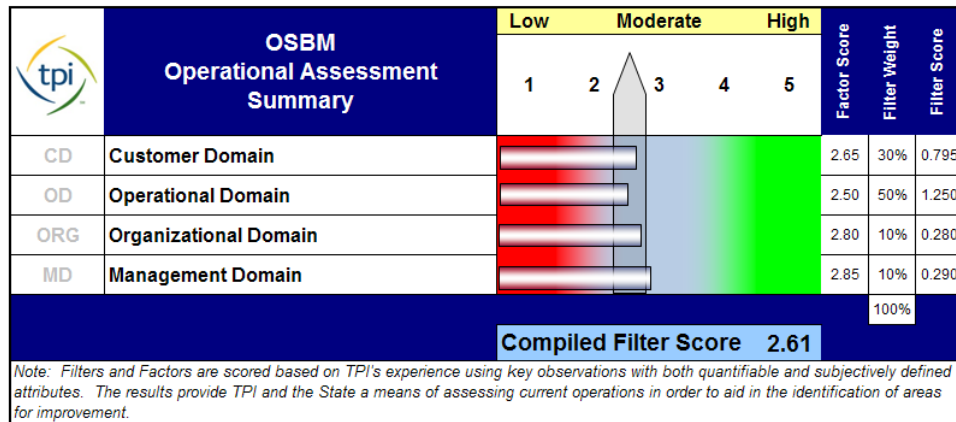 tpi
OSBM
Operational Assessment
Summary
Low Moderate High
1 2 3 4 5
Factor Score
Filter Weight
Filter Score
CD Customer Domain 2.65 30% 0.795
OD Operational Domain 2.50 50% 1.250
ORG Organizational Domain 2.80 10% 0.280
MD Management Domain 2.85 10% 0.290
100%
Compiled Filter Score 2.61
Note: Filters and Factors are scored based on TPI's experience using key observations with both quantifiable and subjectively defined
attributes. The results provide TPI and the State a means of assessing current operations in order to aid in the identification of areas
for improvement.